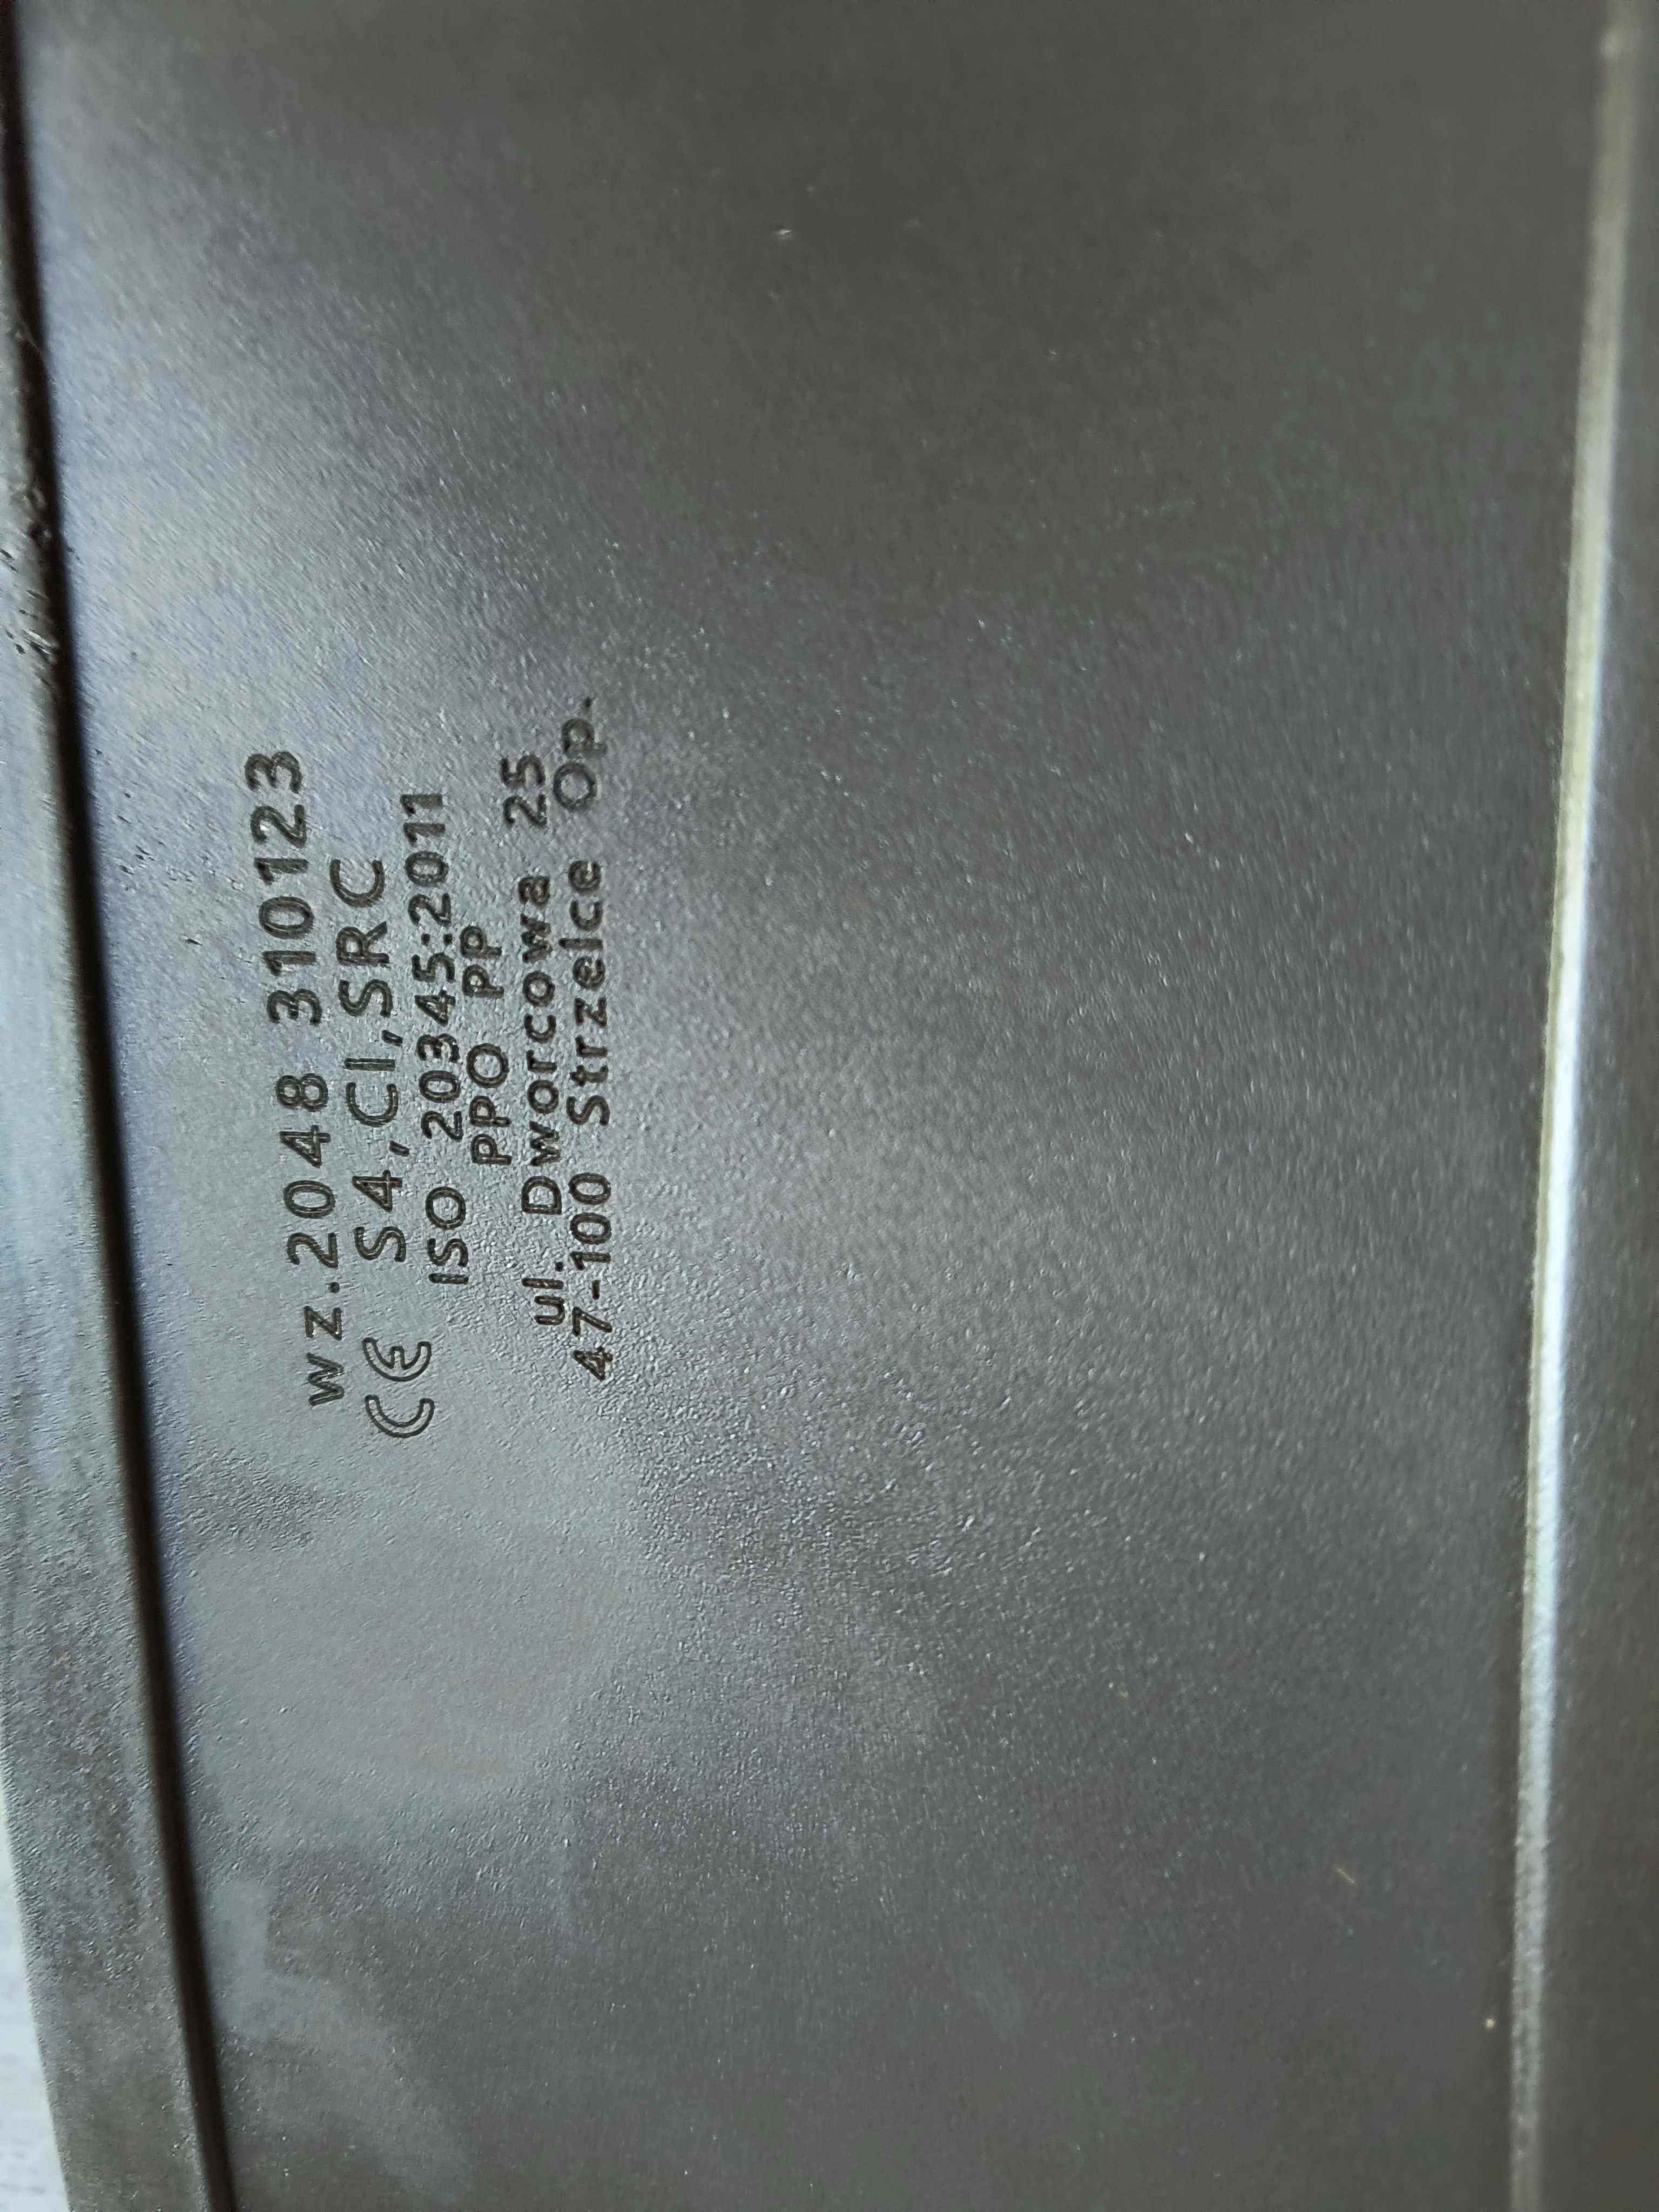 wz.2048 310123
CE S4,CI,SRC
ISO 20345:2011
PPO PP
ul. Dworcowa 25
47-100 Strzelce Op.